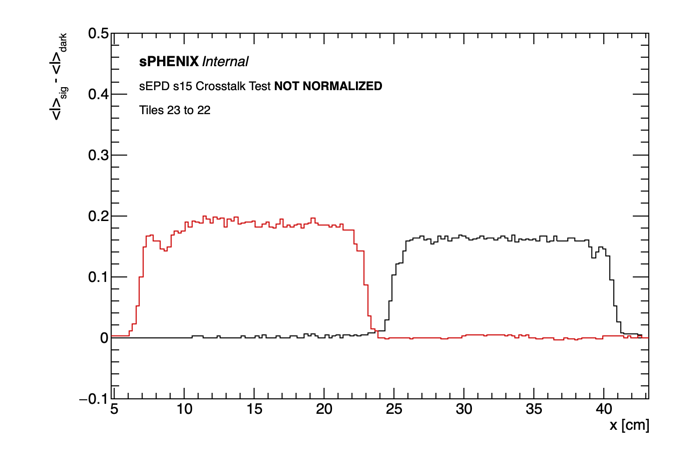 0.5
<I>sig - <I>dark
sPHENIX Internal
sEPD s15 Crosstalk Test NOT NORMALIZED
0.4
Tiles 23 to 22
0.3
0.2
0.1
0
−0.1
5 10 15 20 25 30 35 40
x [cm]